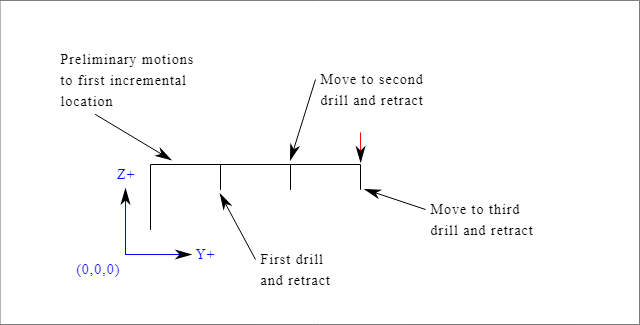 Preliminary motions
to first incremental
location
Move to second
drill and retract
Z+
Move to third
drill and retract
Y+
(0,0,0)
First drill
and retract